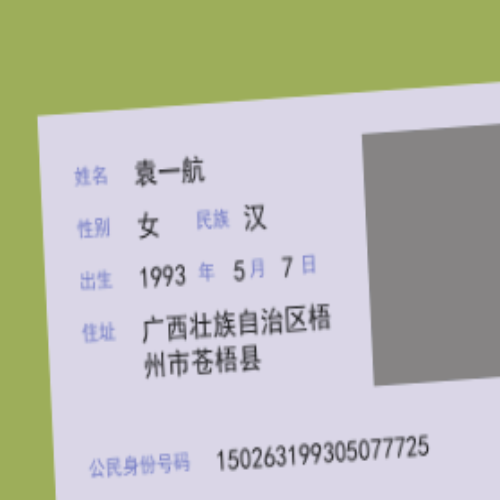 姓名 袁一航
性别 女 民族 汉
出生 1993 年 5 月 7 日
住址 广西壮族自治区梧
州市苍梧县
公民身份号码 150263199305077725